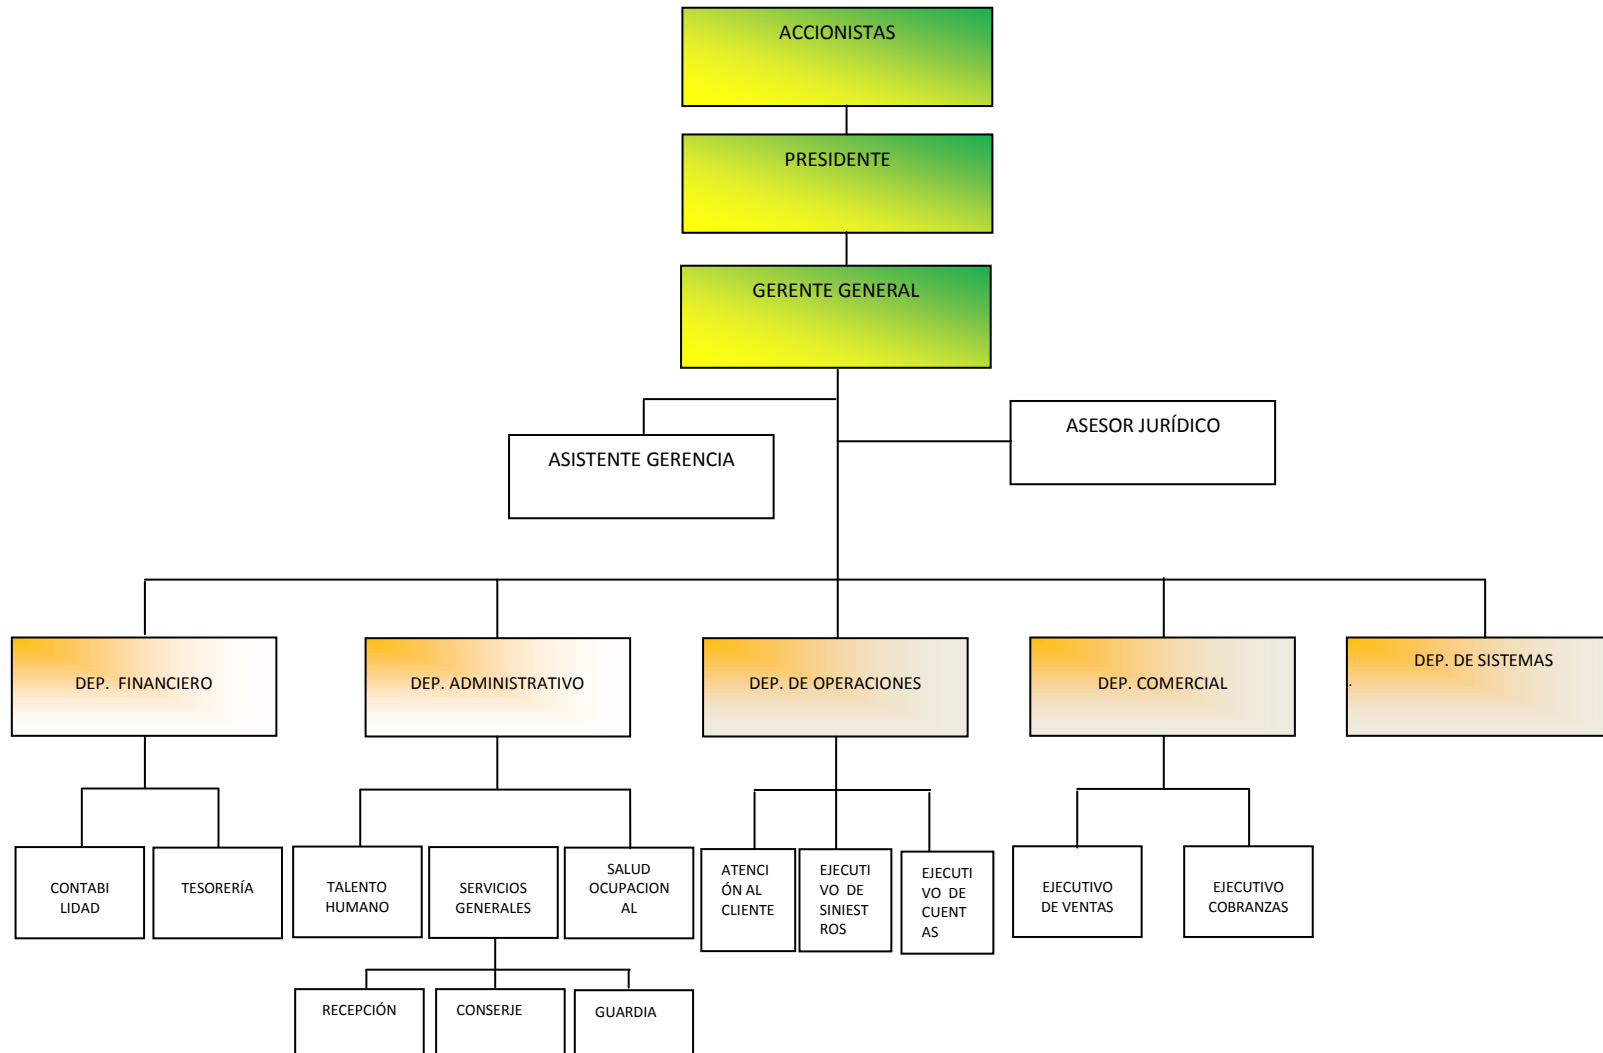 ACCIONISTAS
PRESIDENTE
GERENTE GENERAL
ASISTENTE GERENCIA
ASESOR JURÍDICO
DEP. FINANCIERO
DEP. ADMINISTRATIVO
DEP. DE OPERACIONES
DEP. COMERCIAL
DEP. DE SISTEMAS
.
CONTABI
LIDAD
TESORERÍA
TALENTO
HUMANO
SERVICIOS
GENERALES
SALUD
OCUPACION
AL
ATENCI
ÓN AL
CLIENTE
EJECUTI
VO DE
SINIEST
ROS
EJECUTI
VO DE
CUENT
AS
EJECUTIVO
DE VENTAS
EJECUTIVO
COBRANZAS
RECEPCIÓN
CONSERJE
GUARDIA